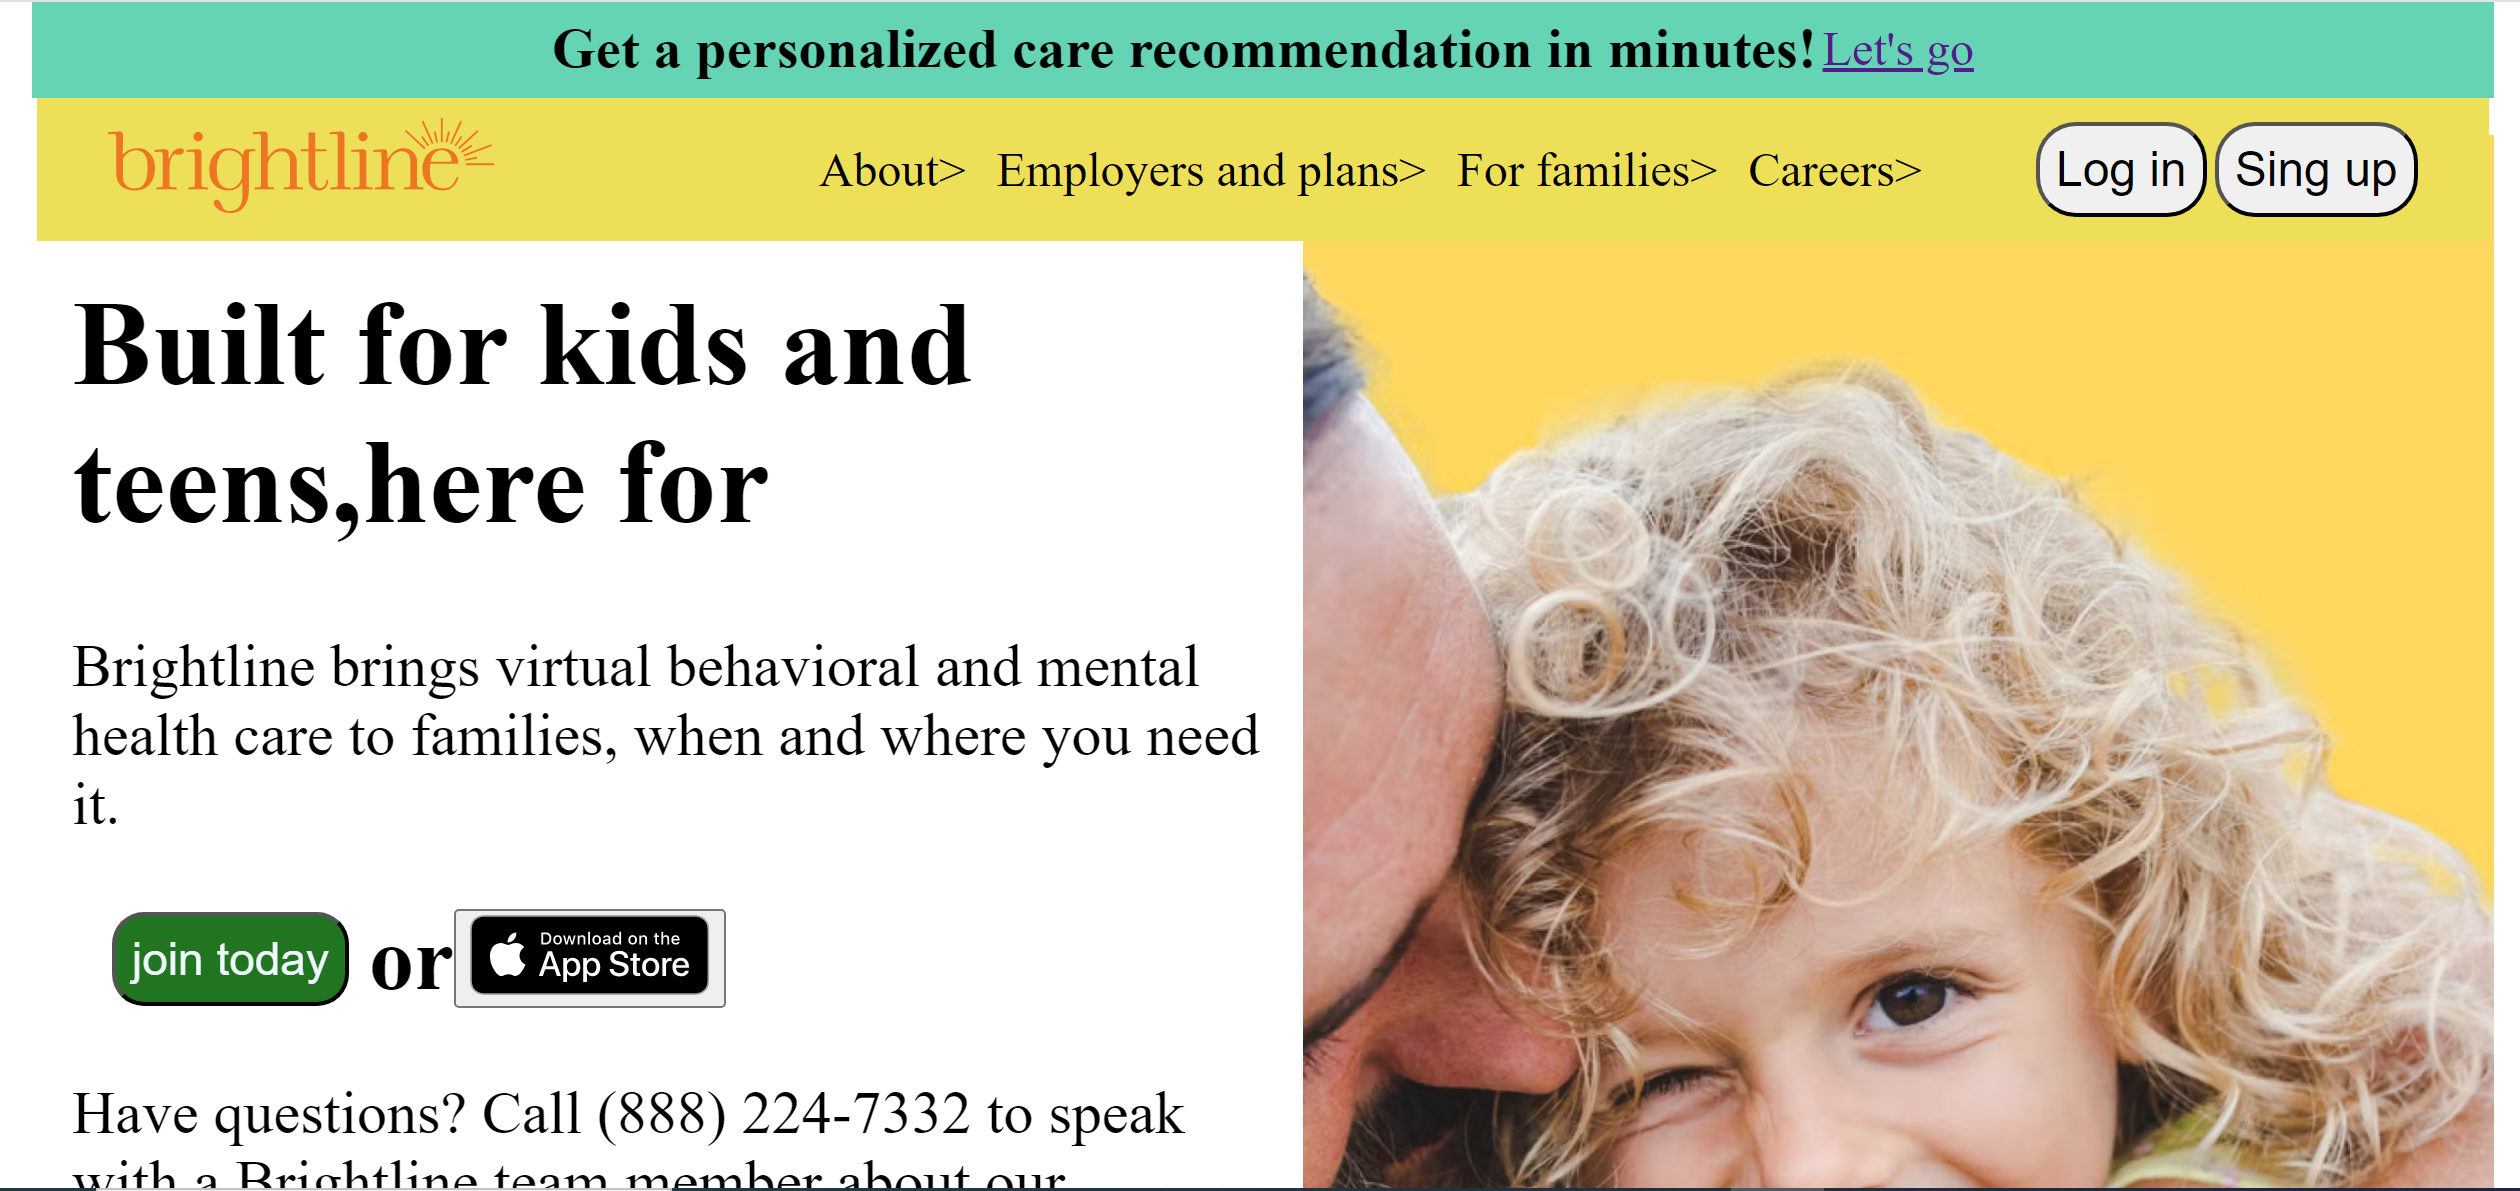 Get a personalized care recommendation in minutes! Let's go
brightline
About> Employers and plans> For families> Careers>
Log in Sing up
Built for kids and
teens,here for
Brightline brings virtual behavioral and mental
health care to families, when and where you need
it.
join today or
Download on the
App Store
Have questions? Call (888) 224-7332 to speak
with a Brightline team member about our